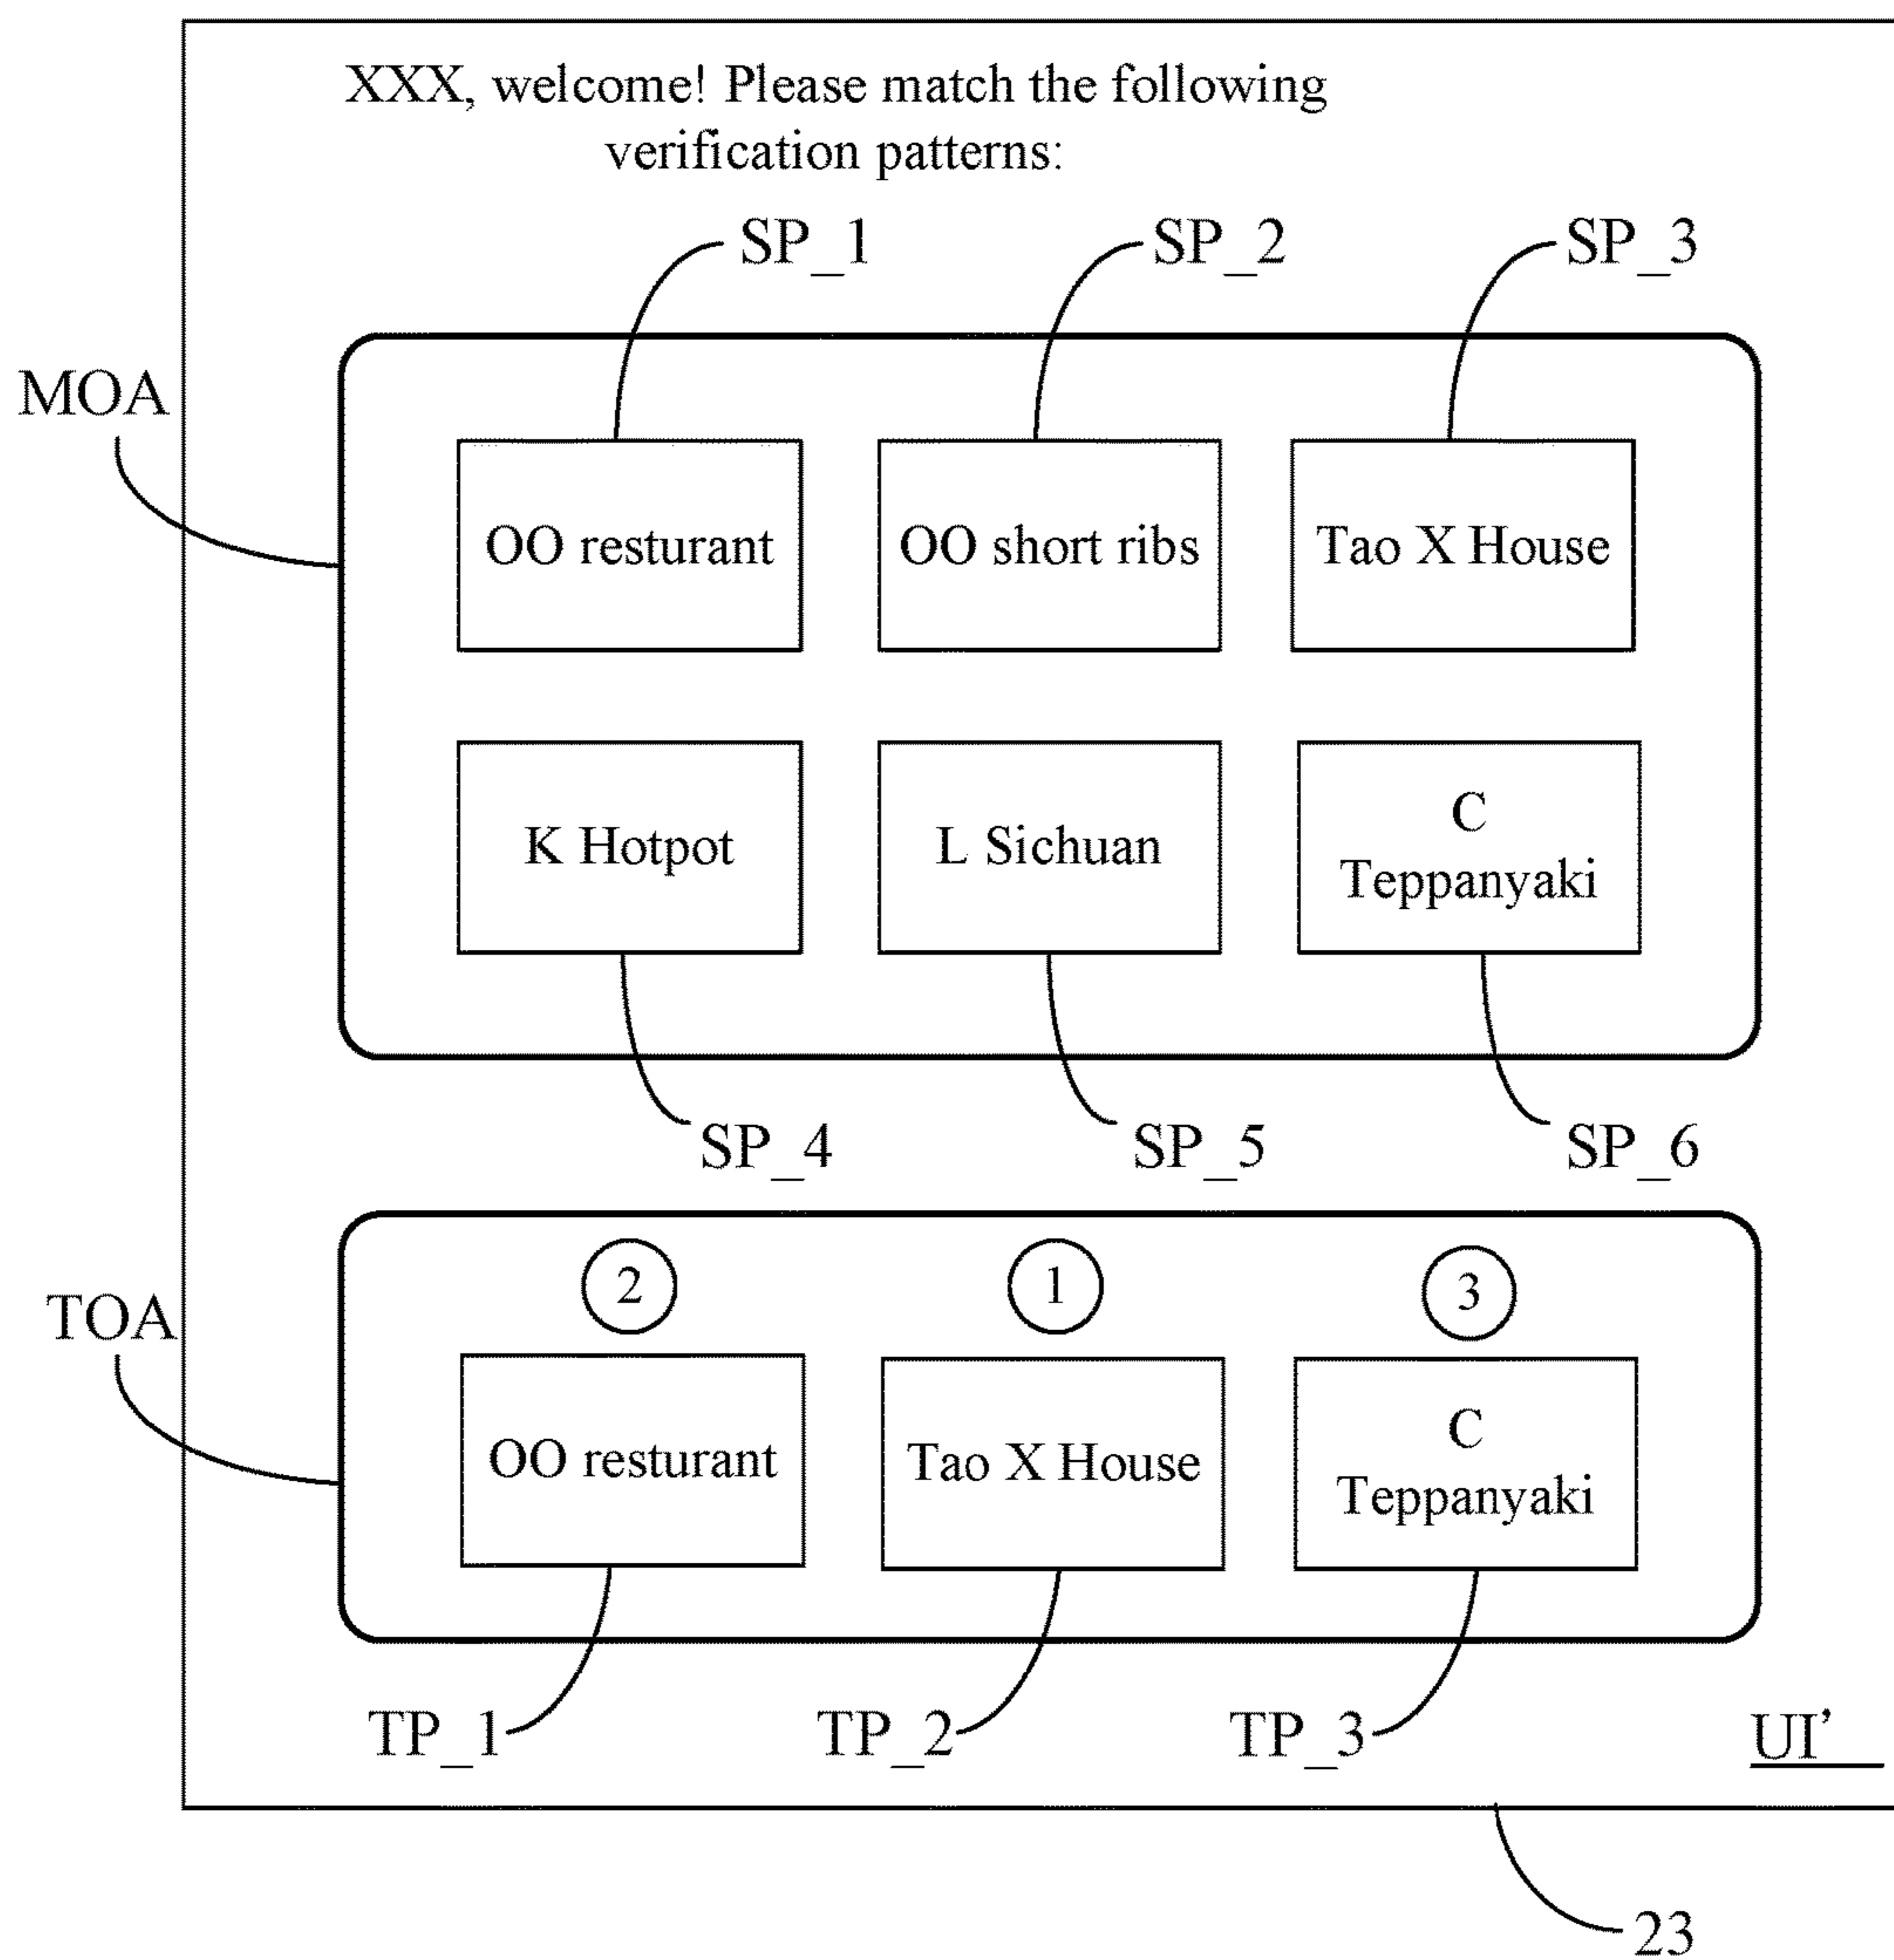 XXX, welcome! Please match the following
verification patterns:
SP_1 SP_2 SP_3
MOA
OO resturant OO short ribs Tao X House
K Hotpot L Sichuan C
Teppanyaki
SP_4 SP_5 SP_6
2 1 3
TOA
OO resturant Tao X House C
Teppanyaki
TP_1 TP_2 TP_3 UI’
23